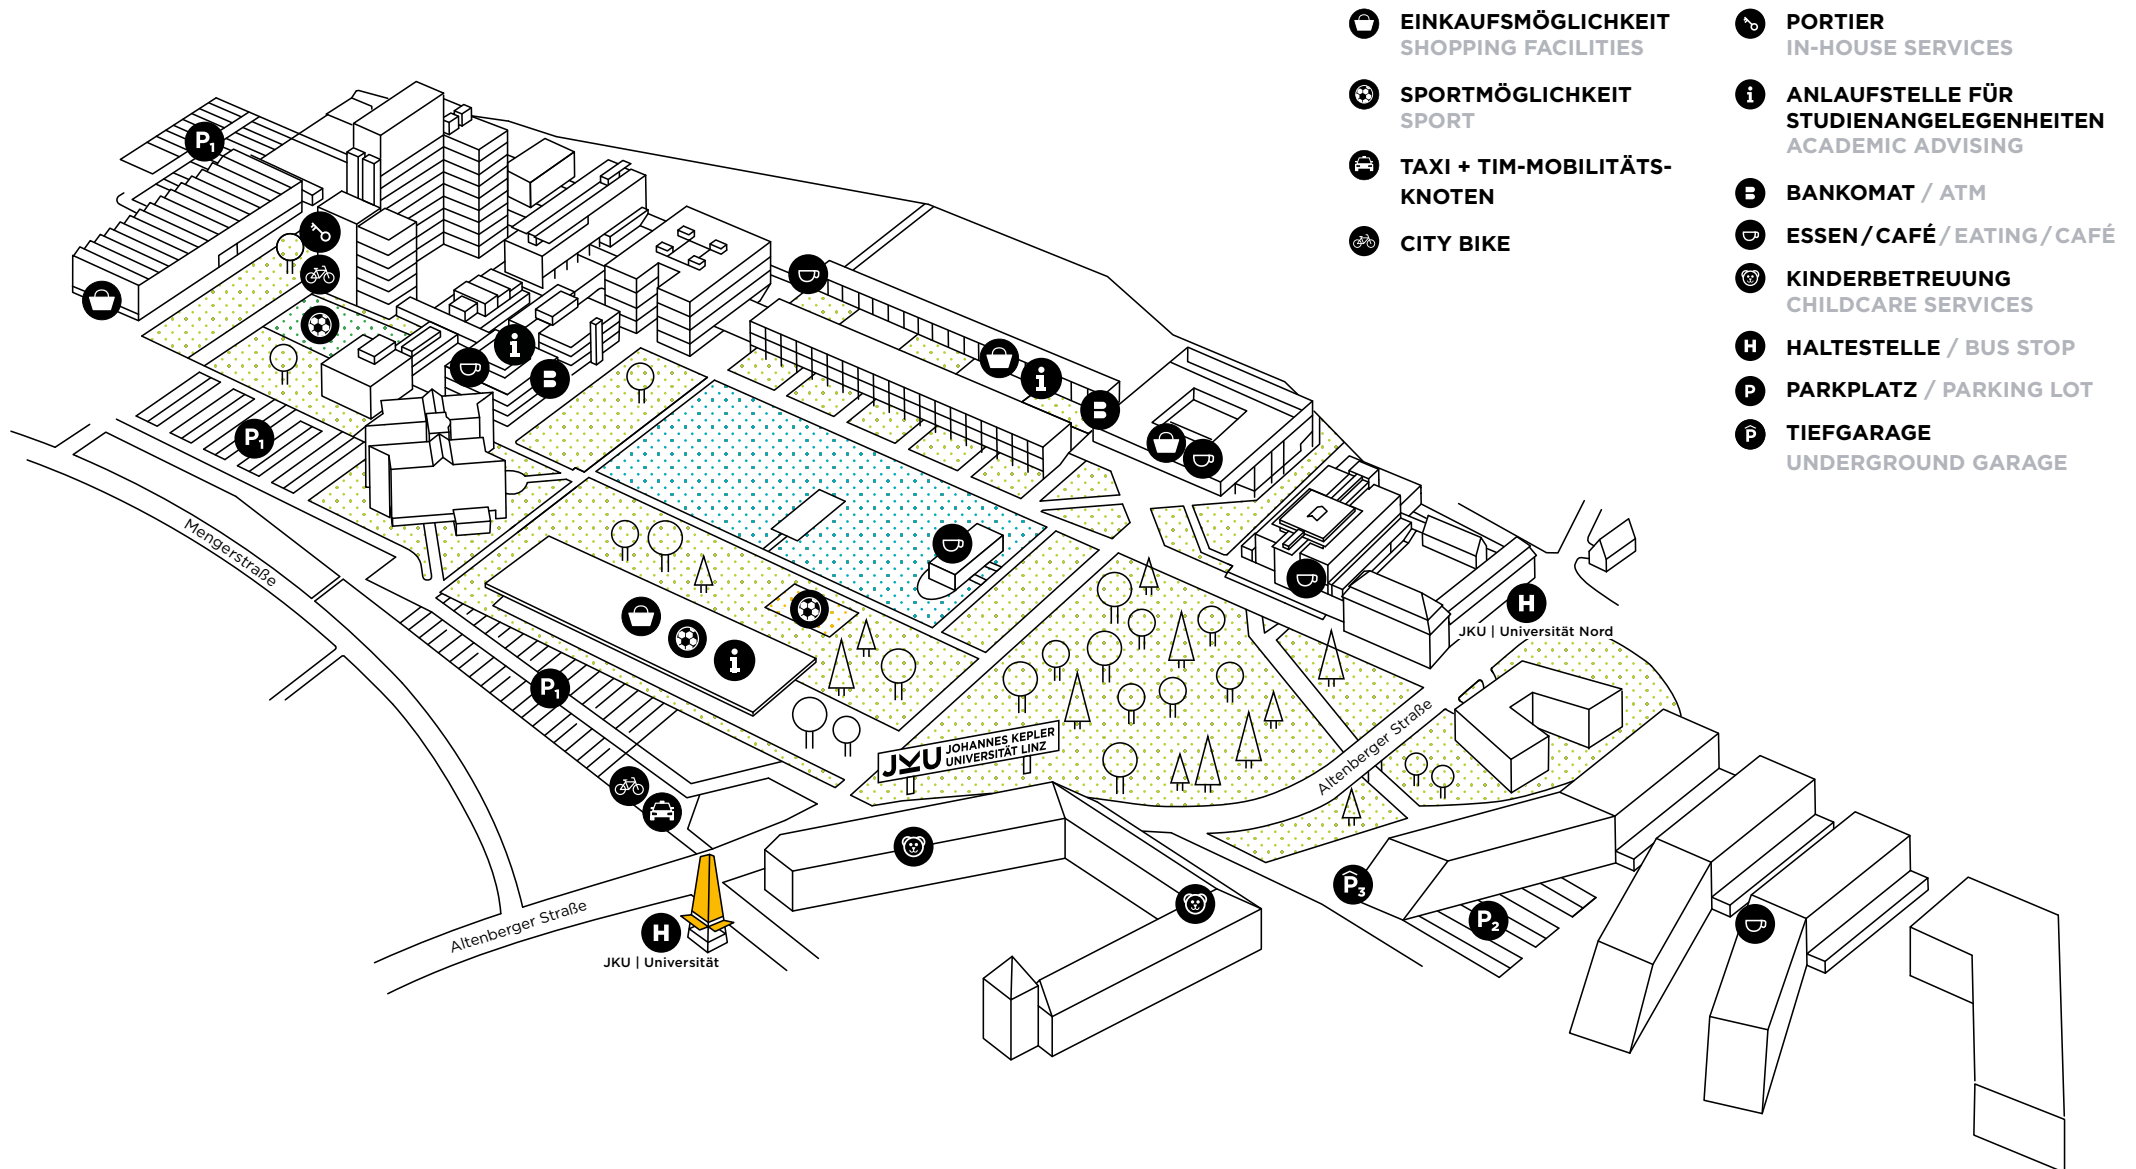 EINKAUFSMÖGLICHKEIT
SHOPPING FACILITIES
SPORTMÖGLICHKEIT
SPORT
TAXI + TIM-MOBILITÄTS-
KNOTEN
CITY BIKE
PORTIER
IN-HOUSE SERVICES
i ANLAUFSTELLE FÜR
STUDIENANGELEGENHEITEN
ACADEMIC ADVISING
B BANKOMAT / ATM
ESSEN / CAFÉ / EATING / CAFÉ
KINDERBETREUUNG
CHILDCARE SERVICES
H HALTESTELLE / BUS STOP
P PARKPLATZ / PARKING LOT
P TIEFGARAGE
UNDERGROUND GARAGE
P1
i
B
i
B
P1
Mengerstraße
H
JKU | Universität Nord
i
P1
JKU JOHANNES KEPLER
UNIVERSITÄT LINZ
Altenberger Straße
P3
P2
Altenberger Straße
H
JKU | Universität